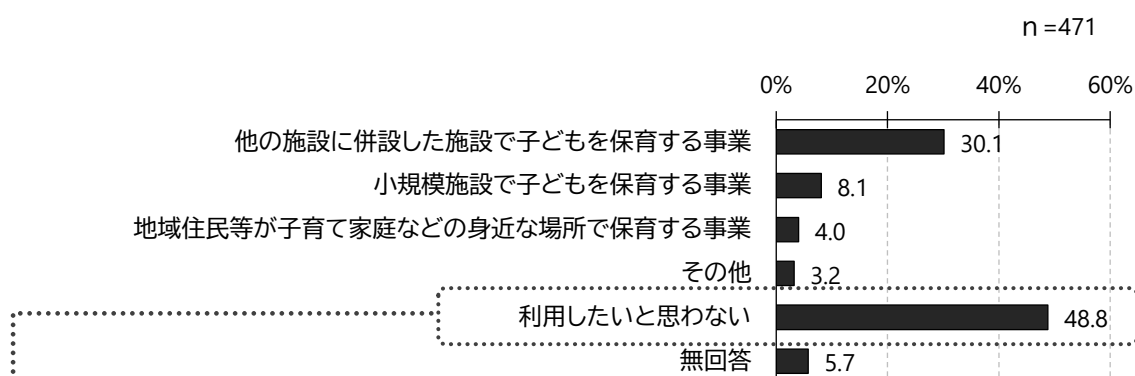 n=471
0% 20% 40% 60%
他の施設に併設した施設で子どもを保育する事業 30.1
小規模施設で子どもを保育する事業 8.1
地域住民等が子育て家庭などの身近な場所で保育する事業 4.0
その他 3.2
利用したいと思わない 48.8
無回答 5.7